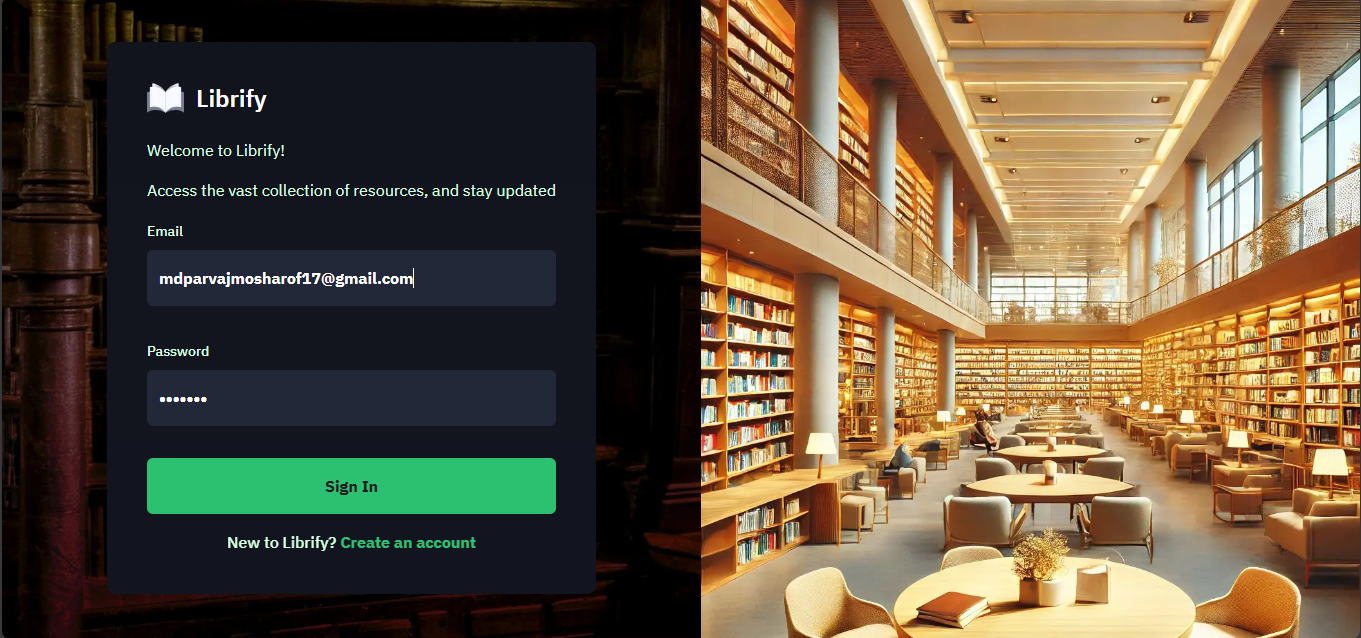 Librify
Welcome to Librify!
Access the vast collection of resources, and stay updated
Email
mdparvajmosharof17@gmail.com
Password
•••••••
Sign In
New to Librify? Create an account